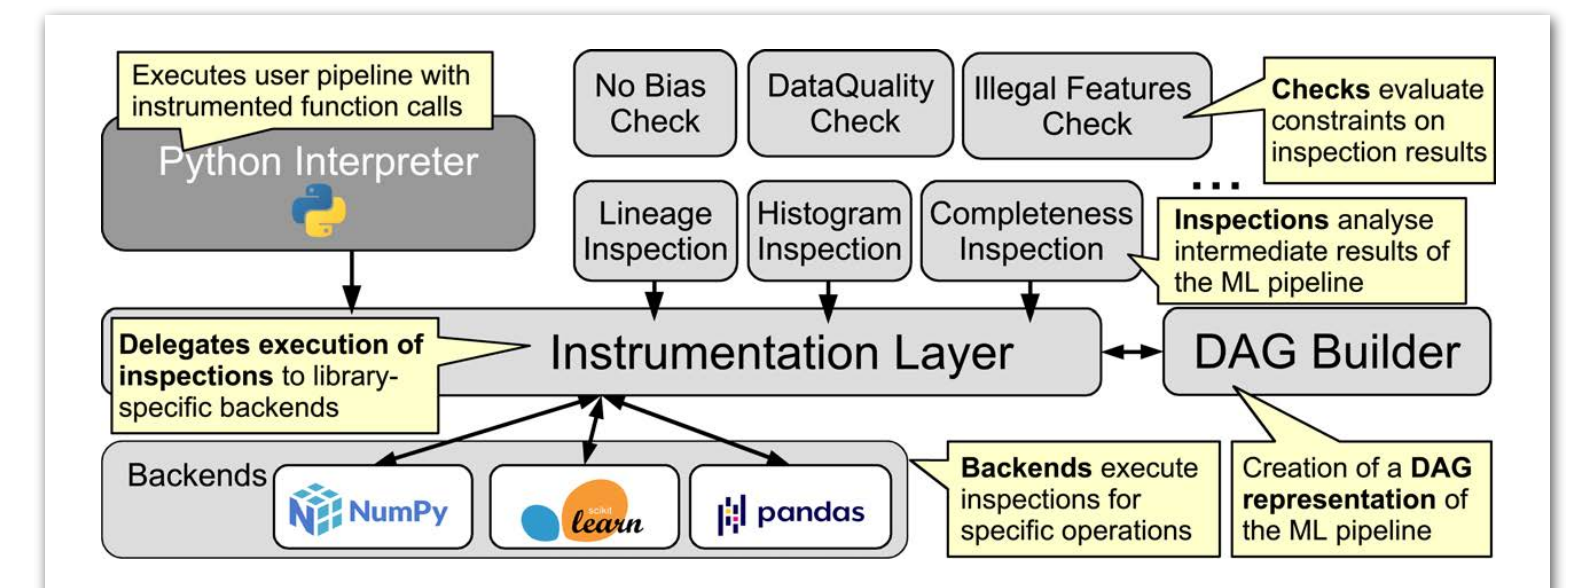 Executes user pipeline with
instrumented function calls
Python Interpreter
No Bias
Check
DataQuality
Check
Illegal Features
Check
Checks evaluate
constraints on
inspection results
...
Lineage
Inspection
Histogram
Inspection
Completeness
Inspection
Inspections analyse
intermediate results of
the ML pipeline
Delegates execution of
inspections to library-
specific backends
Instrumentation Layer
DAG Builder
Backends
NumPy
scikit
learn
pandas
Backends execute
inspections for
specific operations
Creation of a DAG
representation of
the ML pipeline